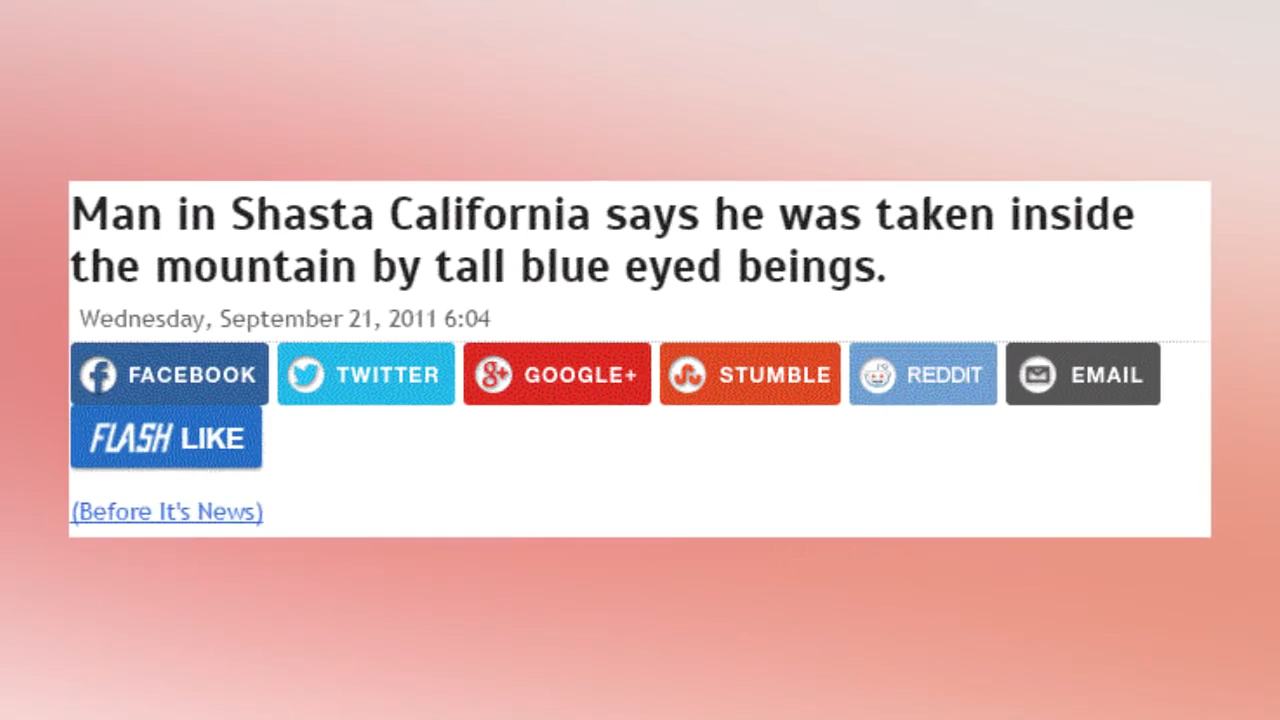 Man in Shasta California says he was taken inside
the mountain by tall blue eyed beings.
Wednesday, September 21, 2011 6:04
FACEBOOK TWITTER GOOGLE+ STUMBLE REDDIT EMAIL
FLASH LIKE
(Before It's News)